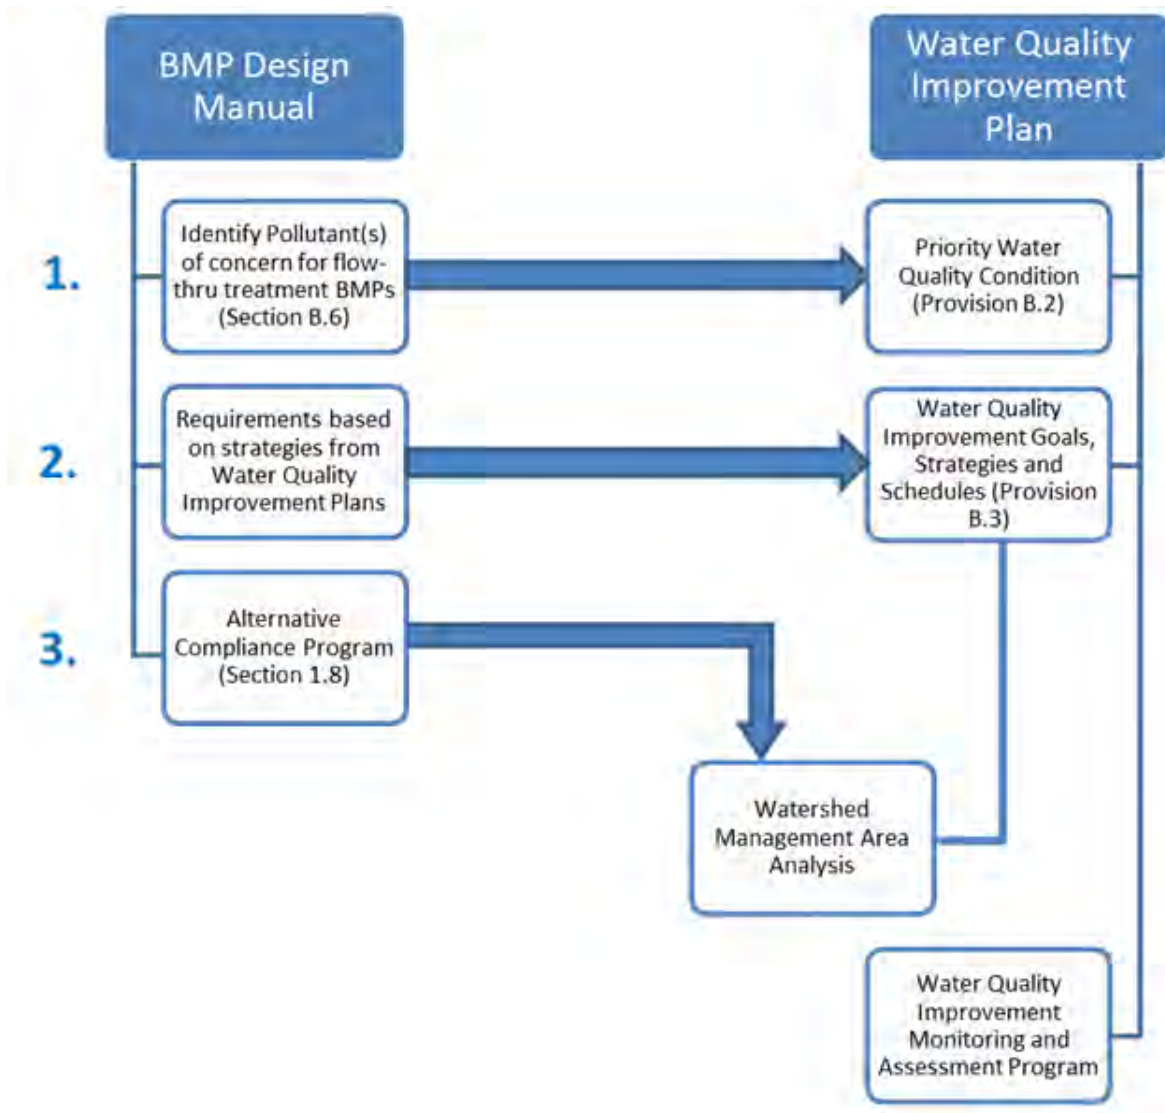 BMP Design
Manual
Water Quality
Improvement
Plan
1.
Identify Pollutant(s)
of concern for flow-
thru treatment BMPs
(Section B.6)
Priority Water
Quality Condition
(Provision B.2)
2.
Requirements based
on strategies from
Water Quality
Improvement Plans
Water Quality
Improvement Goals,
Strategies and
Schedules (Provision
B.3)
3.
Alternative
Compliance Program
(Section 1.8)
Watershed
Management Area
Analysis
Water Quality
Improvement
Monitoring and
Assessment Program